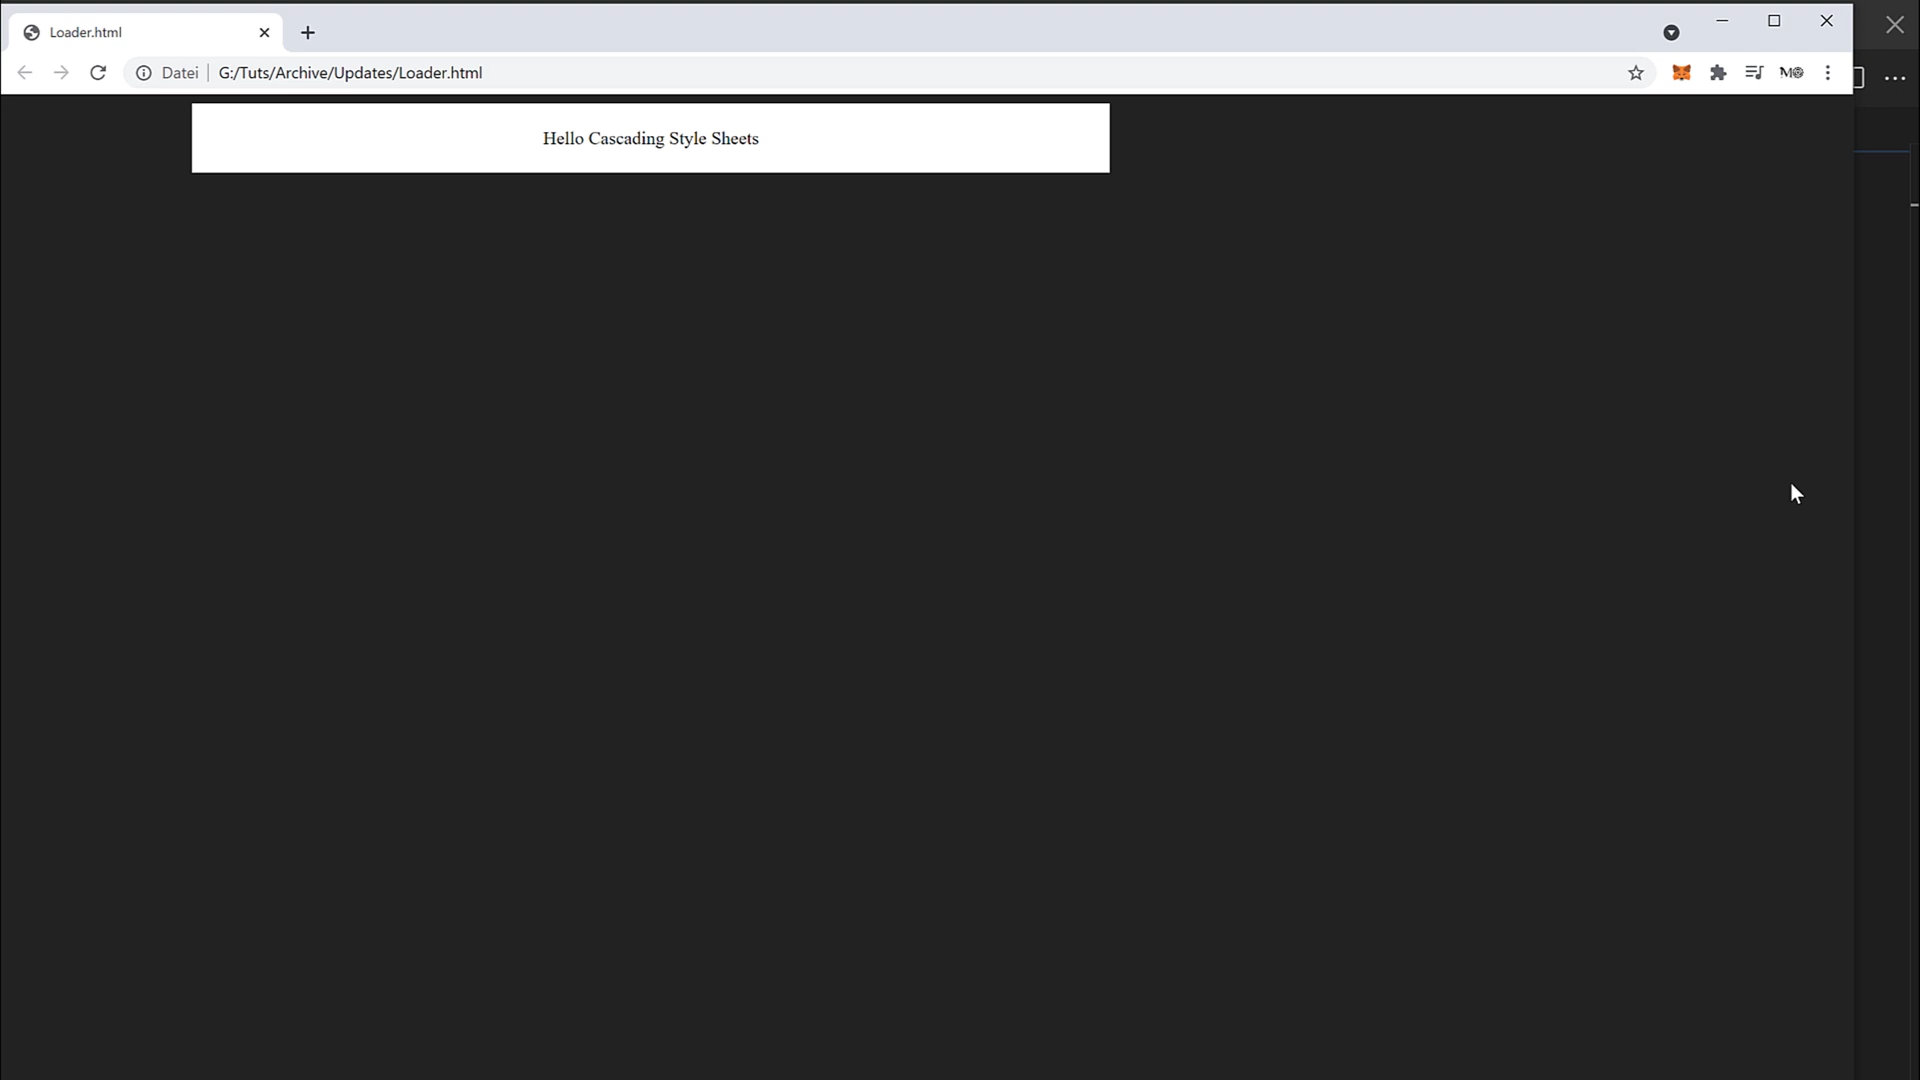 Loader.html
Datei
G:/Tuts/Archive/Updates/Loader.html
Hello Cascading Style Sheets